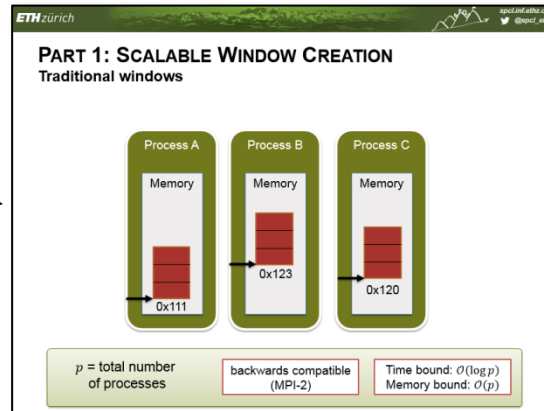 ETH zürich
spcl.inf.ethz.c
@spcl_e
PART 1: SCALABLE WINDOW CREATION
Traditional windows
Process A
Process B
Process C
Memory
Memory
Memory
0x111
0x123
0x120
p = total number
of processes
backwards compatible
(MPI-2)
Time bound: 𝒪(log p)
Memory bound: 𝒪(p)